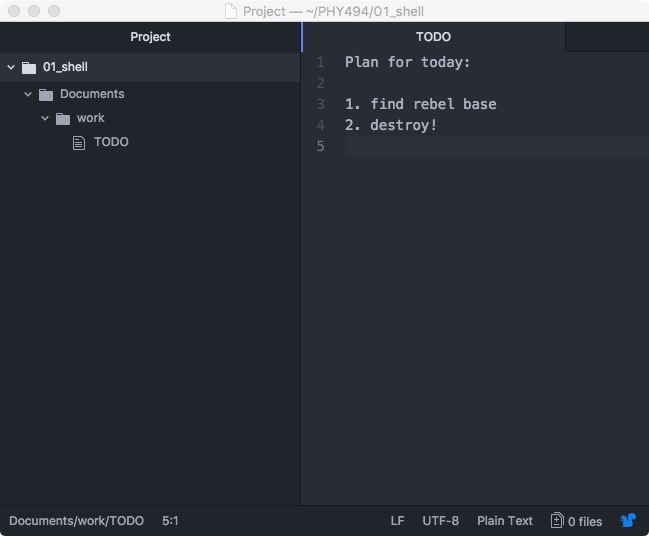 Project — ~/PHY494/01_shell
Project
01_shell
Documents
work
TODO
TODO
1 Plan for today:
2
3 1. find rebel base
4 2. destroy!
5
Documents/work/TODO 5:1 LF UTF-8 Plain Text 0 files